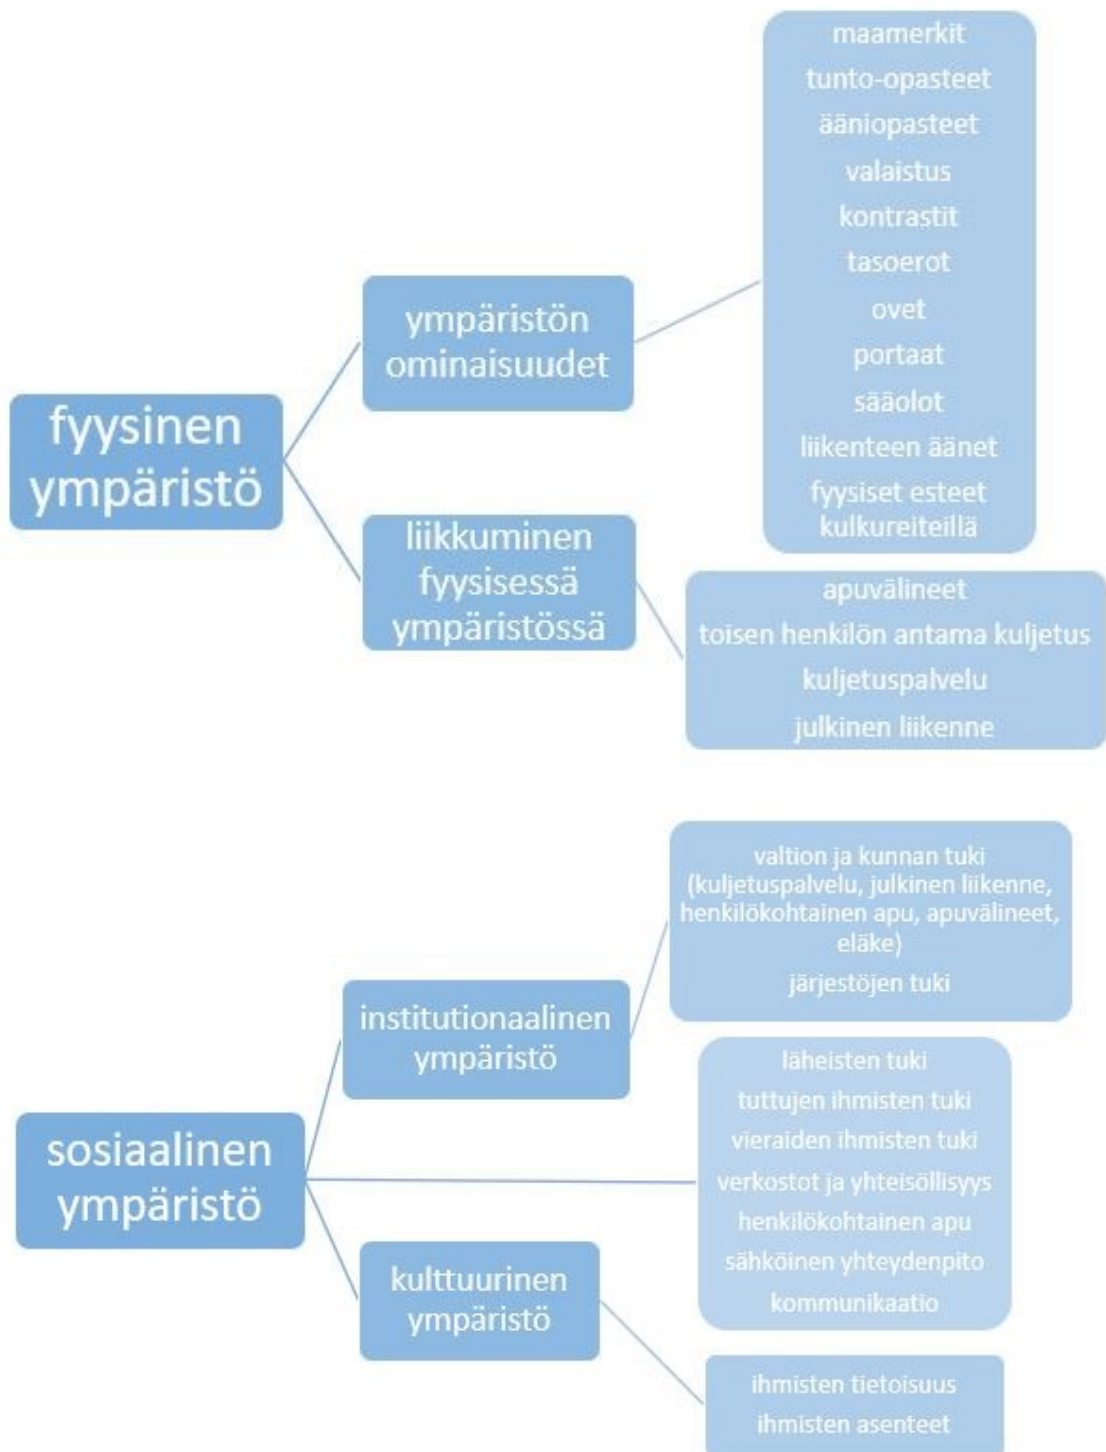 fyysinen
ympäristö
ympäristön
ominaisuudet
maamerkit
tunto-opasteet
ääniopasteet
valaistus
kontrastit
tasoerot
ovet
portaat
sääolot
liikenteen äänet
fyysiset esteet
kulkureiteillä
liikkuminen
fyysisessä
ympäristössä
apuvälineet
toisen henkilön antama kuljetus
kuljetuspalvelu
julkinen liikenne
sosiaalinen
ympäristö
institutionaalinen
ympäristö
valtion ja kunnan tuki
(kuljetuspalvelu, julkinen liikenne,
henkilökohtainen apu, apuvälineet,
eläke)
järjestöjen tuki
läheisten tuki
tuttujen ihmisten tuki
vieraiden ihmisten tuki
verkostot ja yhteisöllisyys
henkilökohtainen apu
sähköinen yhteydenpito
kommunikaatio
kulttuurinen
ympäristö
ihmisten tietoisuus
ihmisten asenteet